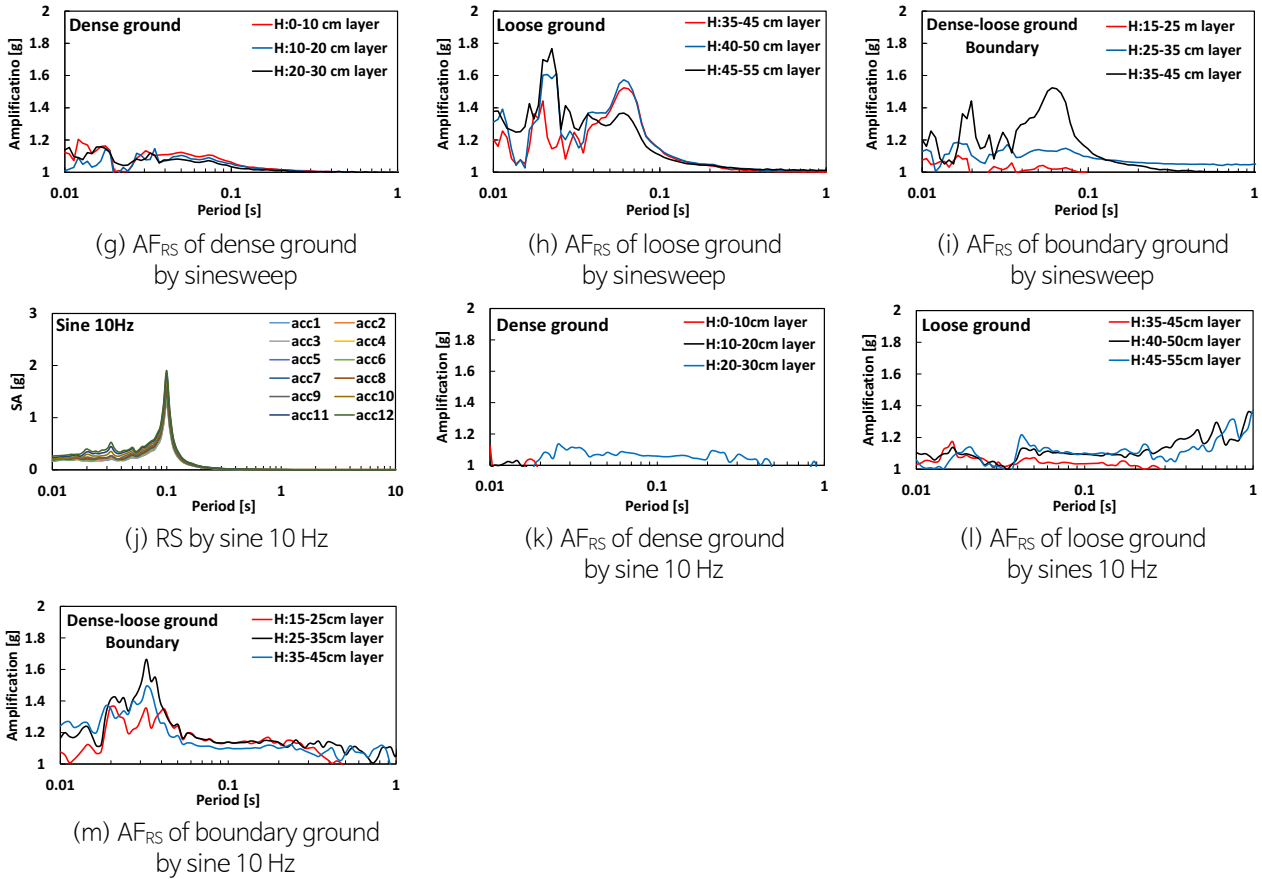 Dense ground
H:0-10 cm layer
H:10-20 cm layer
H:20-30 cm layer
Amplificatino [g]
2
1.8
1.6
1.4
1.2
1
0.01
0.1
1
Period [s]
(g) AFRS of dense ground
by sinesweep
Loose ground
H:35-45 cm layer
H:40-50 cm layer
H:45-55 cm layer
Amplificatino [g]
2
1.8
1.6
1.4
1.2
1
0.01
0.1
1
Period [s]
(h) AFRS of loose ground
by sinesweep
Dense-loose ground
Boundary
H:15-25 m layer
H:25-35 cm layer
H:35-45 cm layer
Amplificatino [g]
2
1.8
1.6
1.4
1.2
1
0.01
0.1
1
Period [s]
(i) AFRS of boundary ground
by sinesweep
Sine 10Hz
acc1
acc2
acc3
acc4
acc5
acc6
acc7
acc8
acc9
acc10
acc11
acc12
SA [g]
3
2
1
0
0.01
0.1
1
10
Period [s]
(j) RS by sine 10 Hz
Dense ground
H:0-10cm layer
H:10-20cm layer
H:20-30cm layer
Amplification [g]
2
1.8
1.6
1.4
1.2
1
0.01
0.1
1
Period [s]
(k) AFRS of dense ground
by sine 10 Hz
Loose ground
H:35-45cm layer
H:40-50cm layer
H:45-55cm layer
Amplification [g]
2
1.8
1.6
1.4
1.2
1
0.01
0.1
1
Period [s]
(l) AFRS of loose ground
by sines 10 Hz
Dense-loose ground
Boundary
H:15-25cm layer
H:25-35cm layer
H:35-45cm layer
Amplification [g]
2
1.8
1.6
1.4
1.2
1
0.01
0.1
1
Period [s]
(m) AFRS of boundary ground
by sine 10 Hz